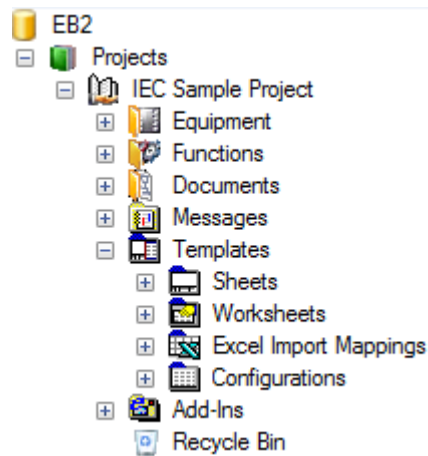 EB2
Projects
IEC Sample Project
Equipment
Functions
Documents
Messages
Templates
Sheets
Worksheets
Excel Import Mappings
Configurations
Add-Ins
Recycle Bin